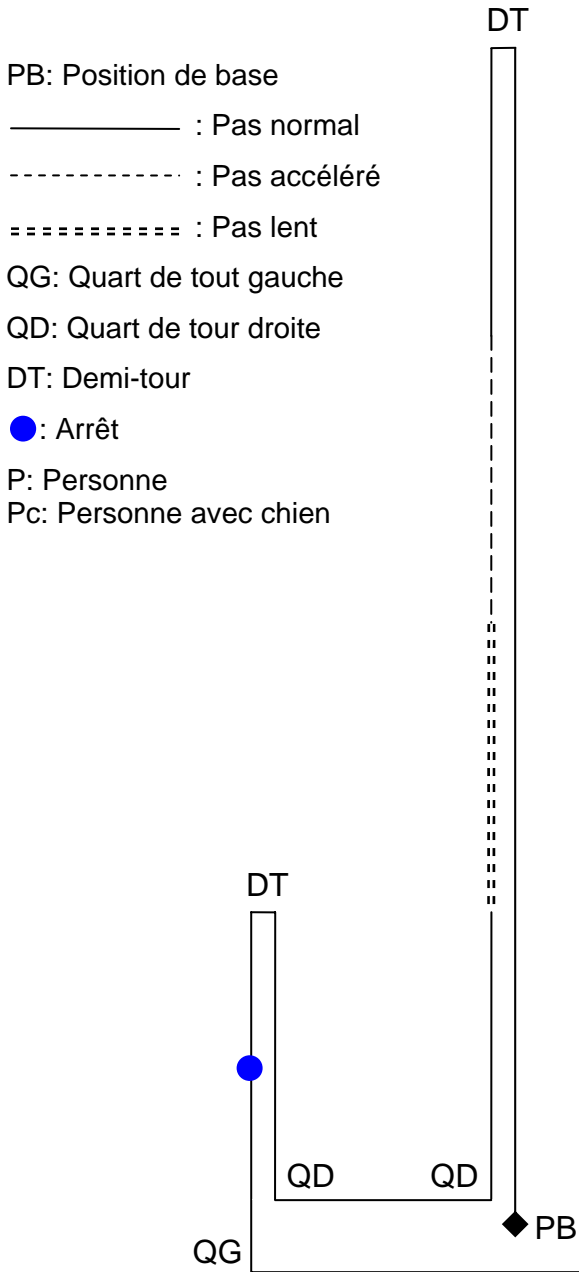 DT
PB: Position de base
: Pas normal
: Pas accéléré
: Pas lent
QG: Quart de tout gauche
QD: Quart de tour droite
DT: Demi-tour
: Arrêt
P: Personne
Pc: Personne avec chien
DT
QD QD
PB
QG